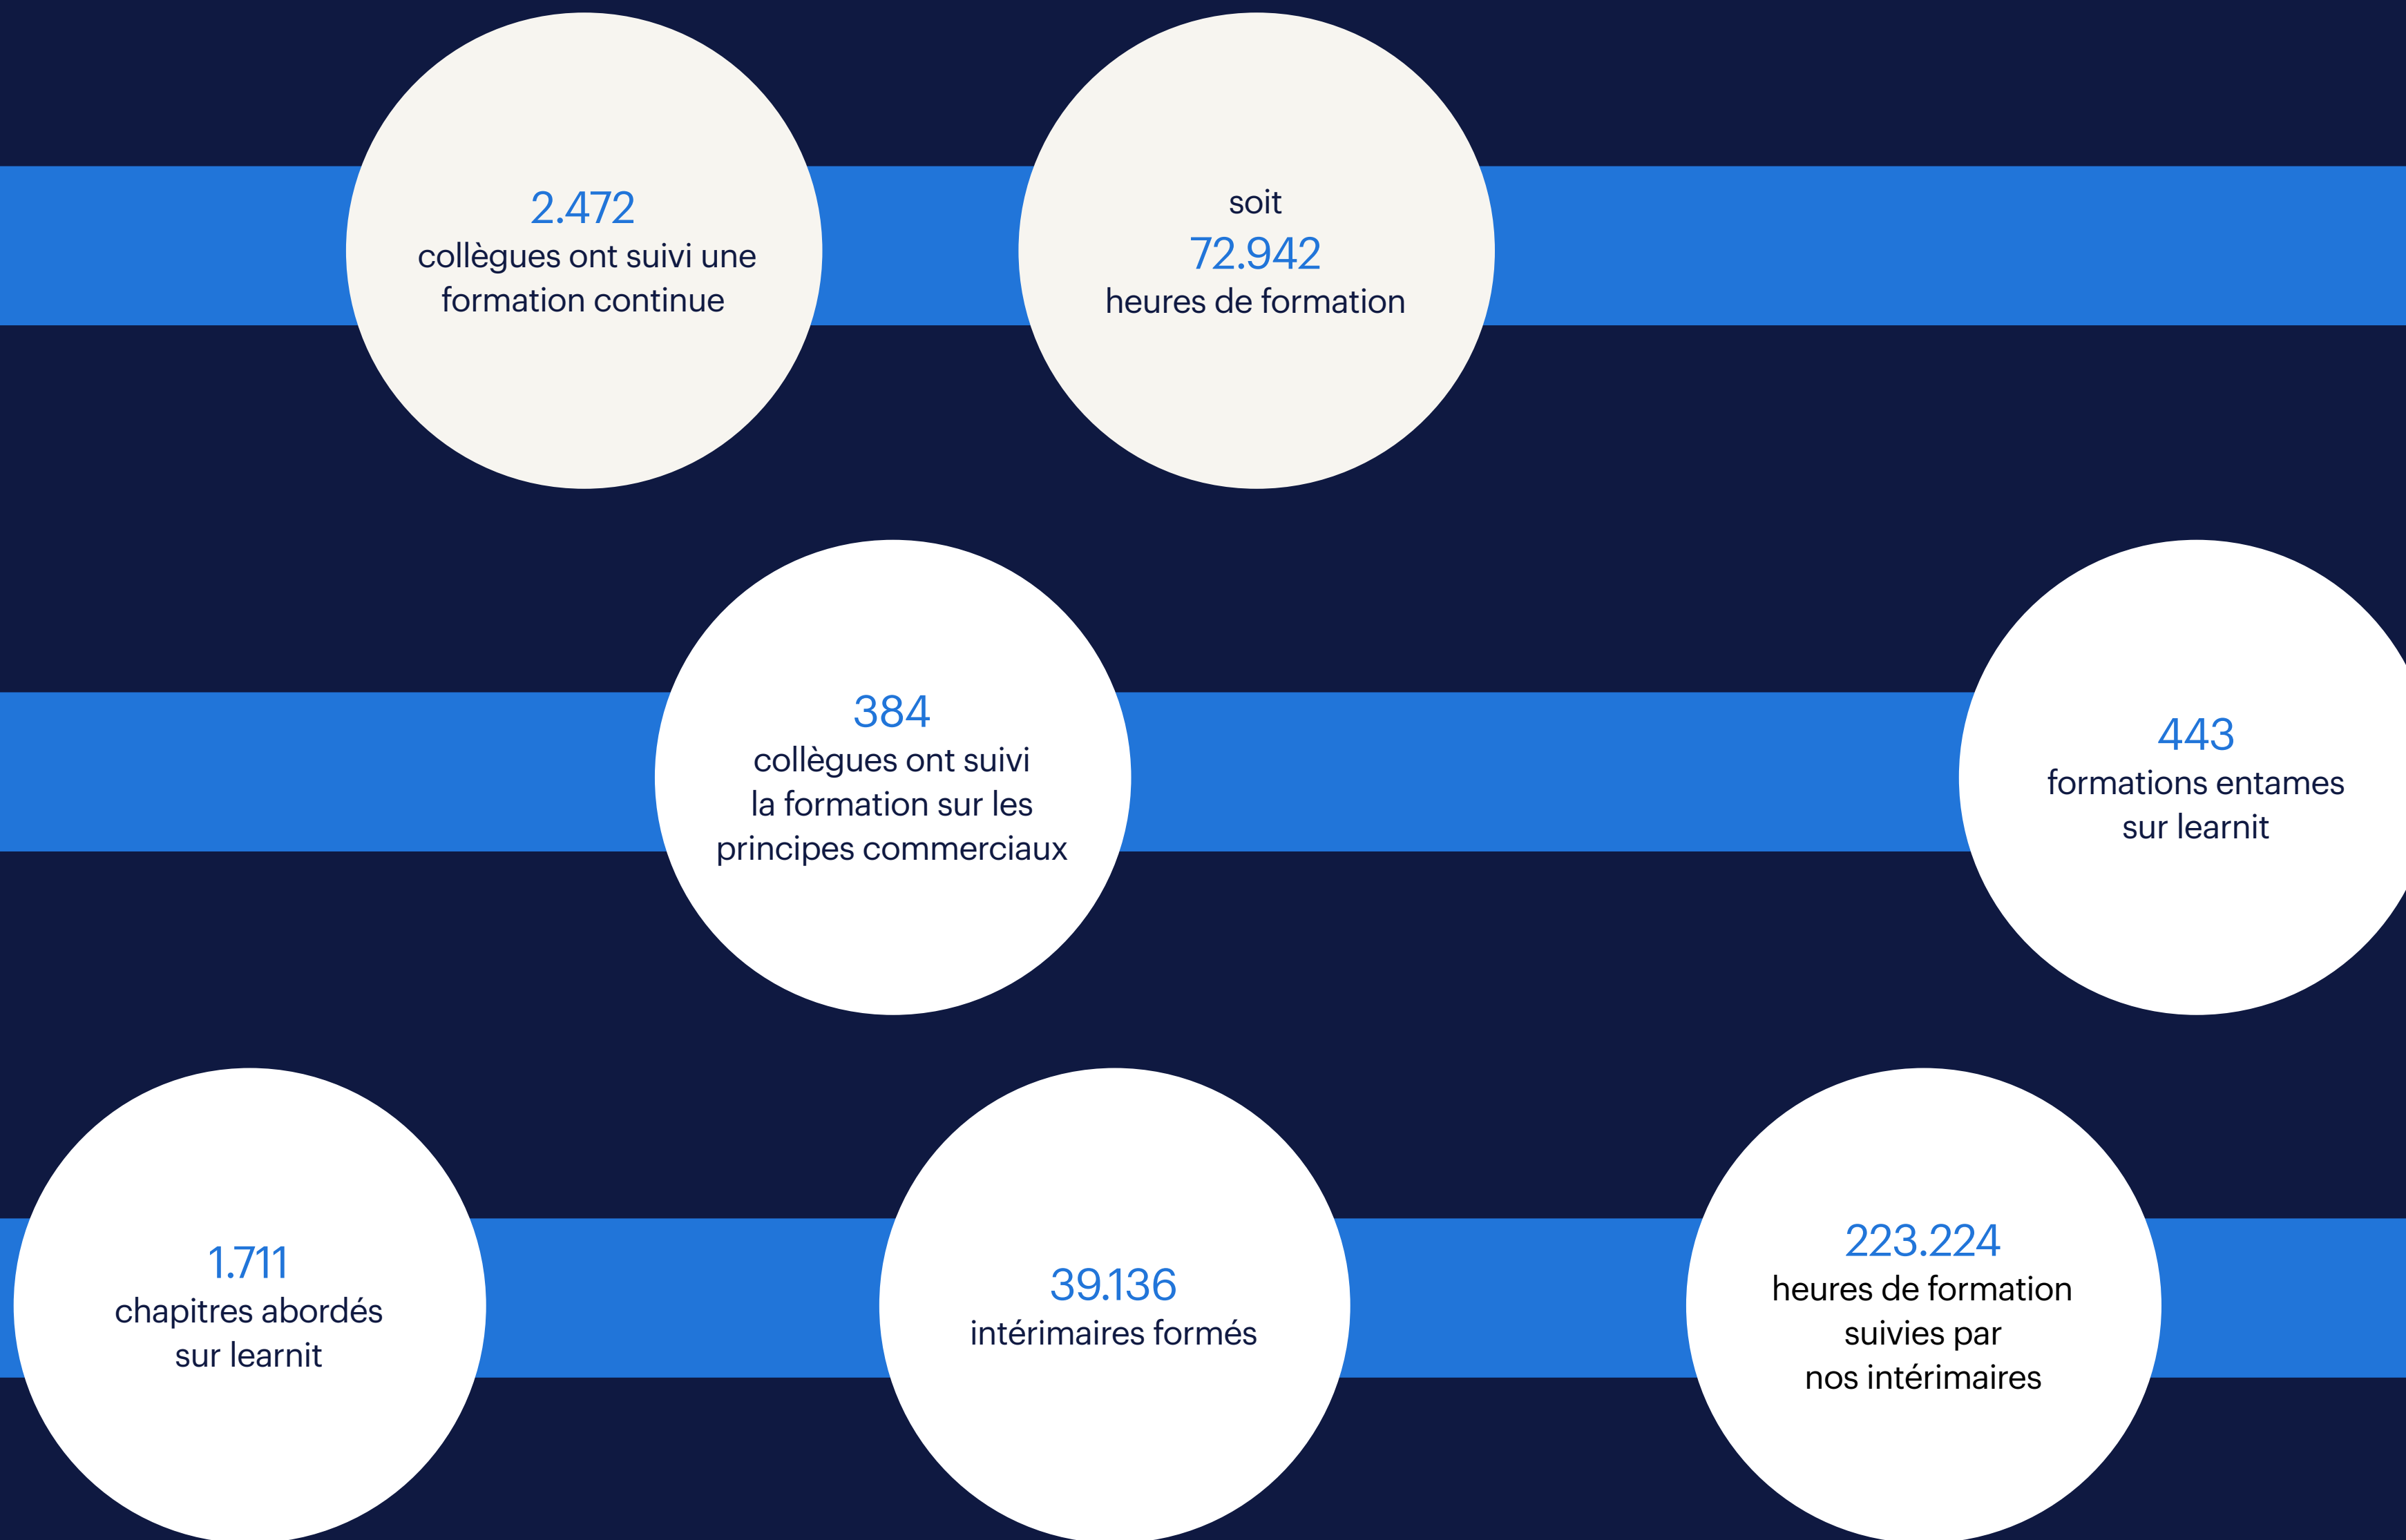 2.472
collègues ont suivi une
formation continue
soit
72.942
heures de formation
384
collègues ont suivi
la formation sur les
principes commerciaux
443
formations entames
sur learnit
1.711
chapitres abordés
sur learnit
39.136
intérimaires formés
223.224
heures de formation
suivies par
nos intérimaires